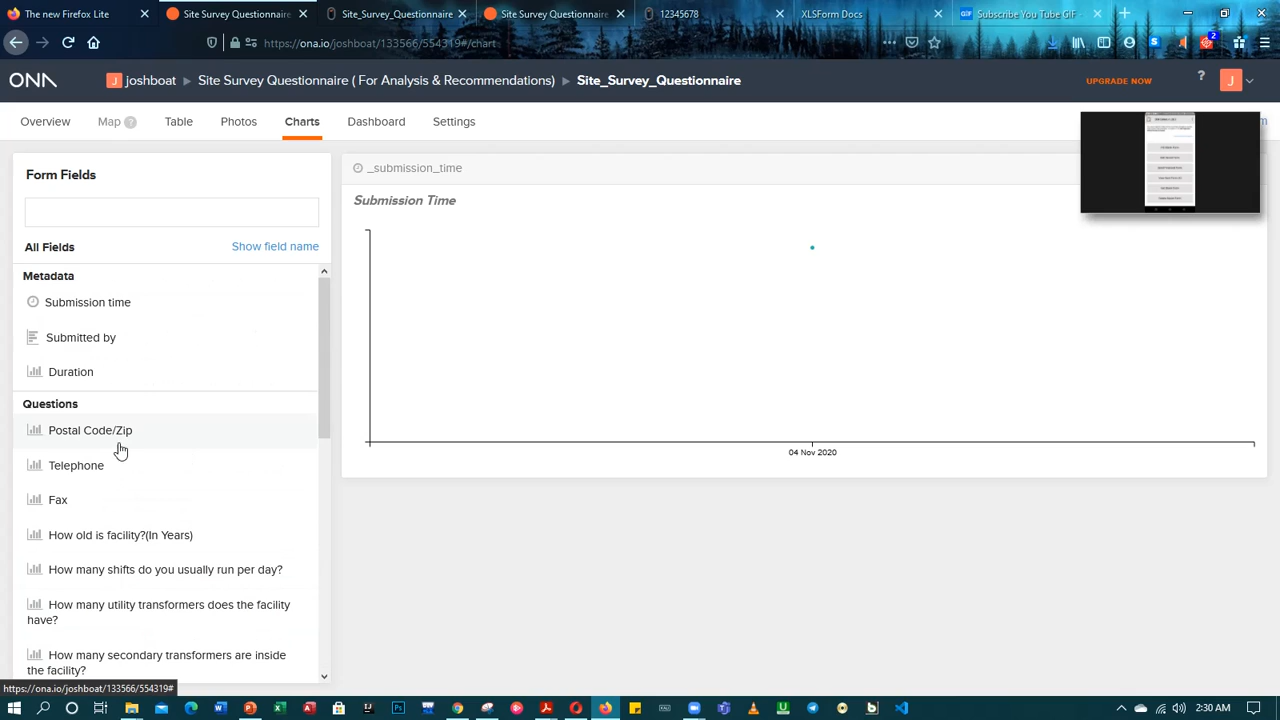 The new Firefox Lite
Site Survey Questionnaire
Site_Survey_Questionnaire
Site Survey Questionnaire
12345678
XLSForm Docs
GIF Subscribe You Tube GIF -
https://ona.io/joshboat/133566/554319#/chart
2
ONA
J joshboat
Site Survey Questionnaire ( For Analysis & Recommendations)
Site_Survey_Questionnaire
UPGRADE NOW
?
J
Overview
Map ?
Table
Photos
Charts
Dashboard
Settings
Form Fields
All Fields
Show field name
Metadata
Submission time
Submitted by
Duration
Questions
Postal Code/Zip
Telephone
Fax
How old is facility?(In Years)
How many shifts do you usually run per day?
How many utility transformers does the facility
have?
How many secondary transformers are inside
the facility?
_submission_time
Submission Time
04 Nov 2020
https://ona.io/joshboat/133566/554319#
2:30 AM